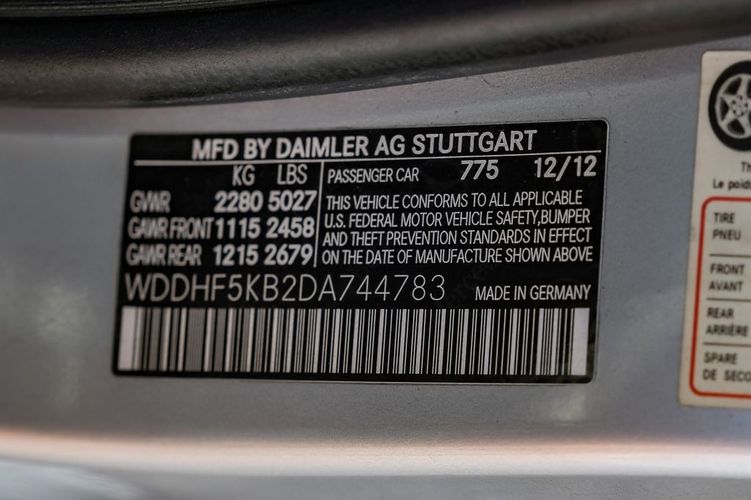 MFD BY DAIMLER AG STUTTGART
KG LBS
GVWR 2280 5027
GAWR FRONT 1115 2458
GAWR REAR 1215 2679
PASSENGER CAR 775 12/12
THIS VEHICLE CONFORMS TO ALL APPLICABLE
U.S. FEDERAL MOTOR VEHICLE SAFETY,BUMPER
AND THEFT PREVENTION STANDARDS IN EFFECT
ON THE DATE OF MANUFACTURE SHOWN ABOVE
WDDHF5KB2DA744783 MADE IN GERMANY
Le poid
TIRE
PNEU
FRONT
AVANT
REAR
ARRIÈRE
SPARE
DE SECO